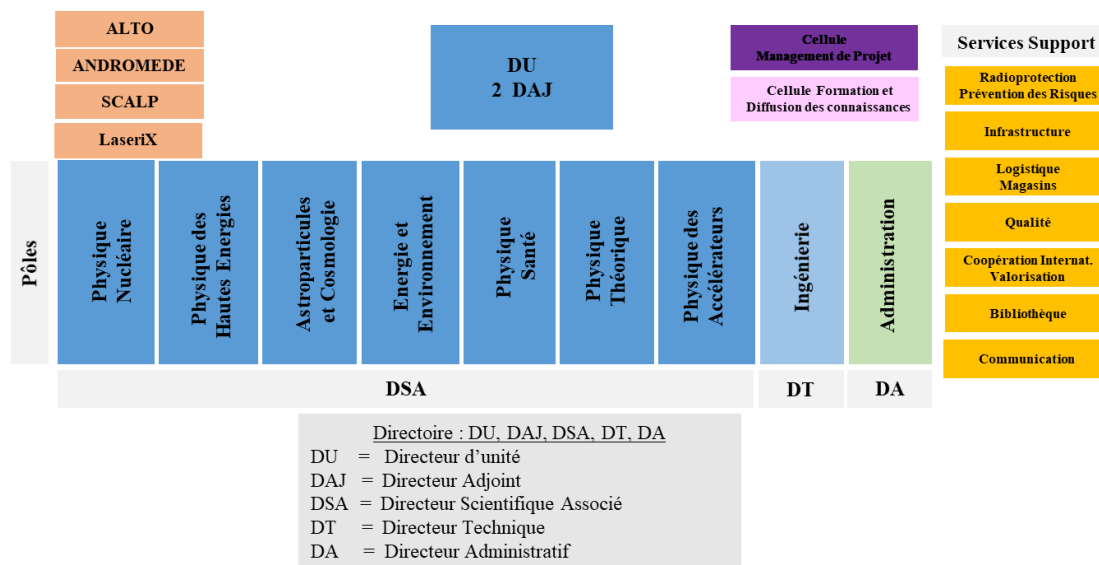 ALTO
ANDROMEDE
SCALP
LaseriX
DU
2 DAJ
Cellule
Management de Projet
Cellule Formation et
Diffusion des connaissances
Services Support
Radioprotection
Prévention des Risques
Infrastructure
Logistique
Magasins
Qualité
Coopération Internat.
Valorisation
Bibliothèque
Communication
Pôles
Physique
Nucléaire
Physique des
Hautes Energies
Astroparticules
et Cosmologie
Energie et
Environnement
Physique
Santé
Physique
Théorique
Physique des
Accélérateurs
Ingénierie
Administration
DSA
DT
DA
Directoire : DU, DAJ, DSA, DT, DA
DU = Directeur d’unité
DAJ = Directeur Adjoint
DSA = Directeur Scientifique Associé
DT = Directeur Technique
DA = Directeur Administratif